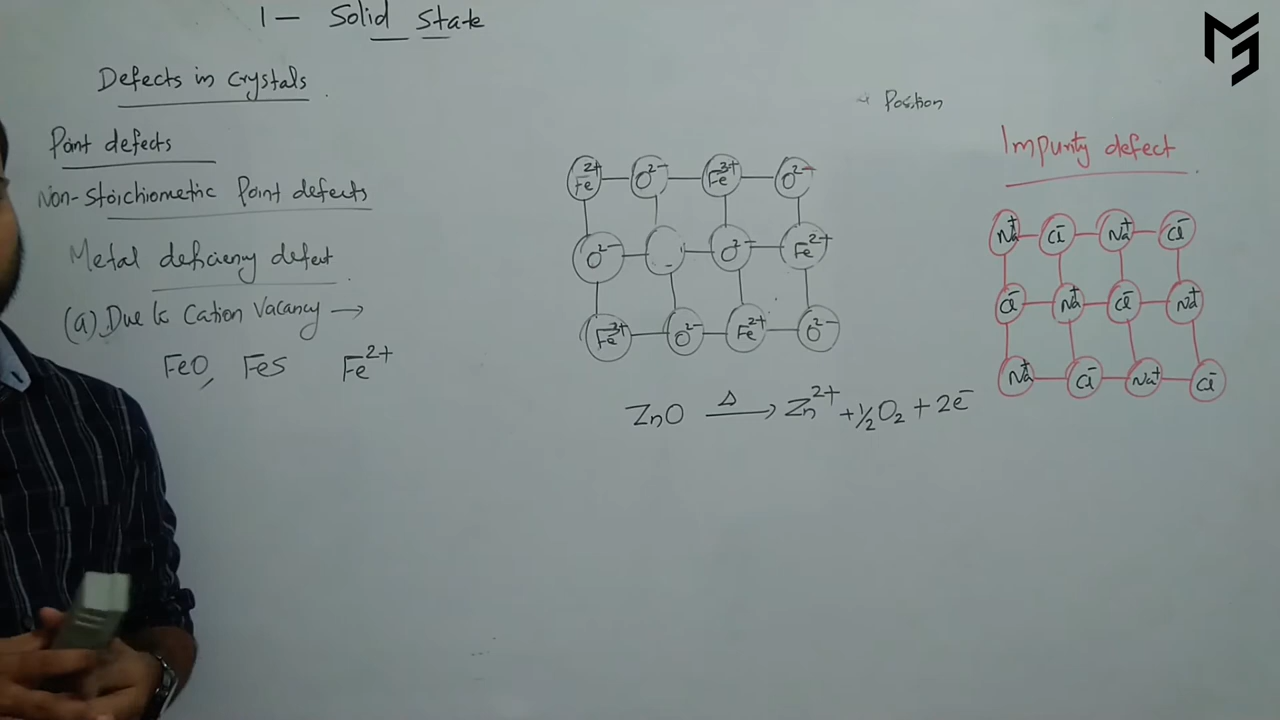 1 - Solid State
Defects in Crystals
Point defects
Non-Stoichiometric Point defects
Metal deficiency defect
(a) Due to Cation Vacancy →
FeO, FeS Fe²⁺
Position
Fe²⁺ O²⁻ Fe³⁺ O²⁻
O²⁻ O²⁻ Fe²⁺
Fe³⁺ O²⁻ Fe²⁺ O²⁻
ZnO →Δ Zn²⁺ + ½O₂ + 2e⁻
Impurity defect
Na⁺ Cl⁻ Na⁺ Cl⁻
Cl⁻ Na⁺ Cl⁻ Na⁺
Na⁺ Cl⁻ Na⁺ Cl⁻